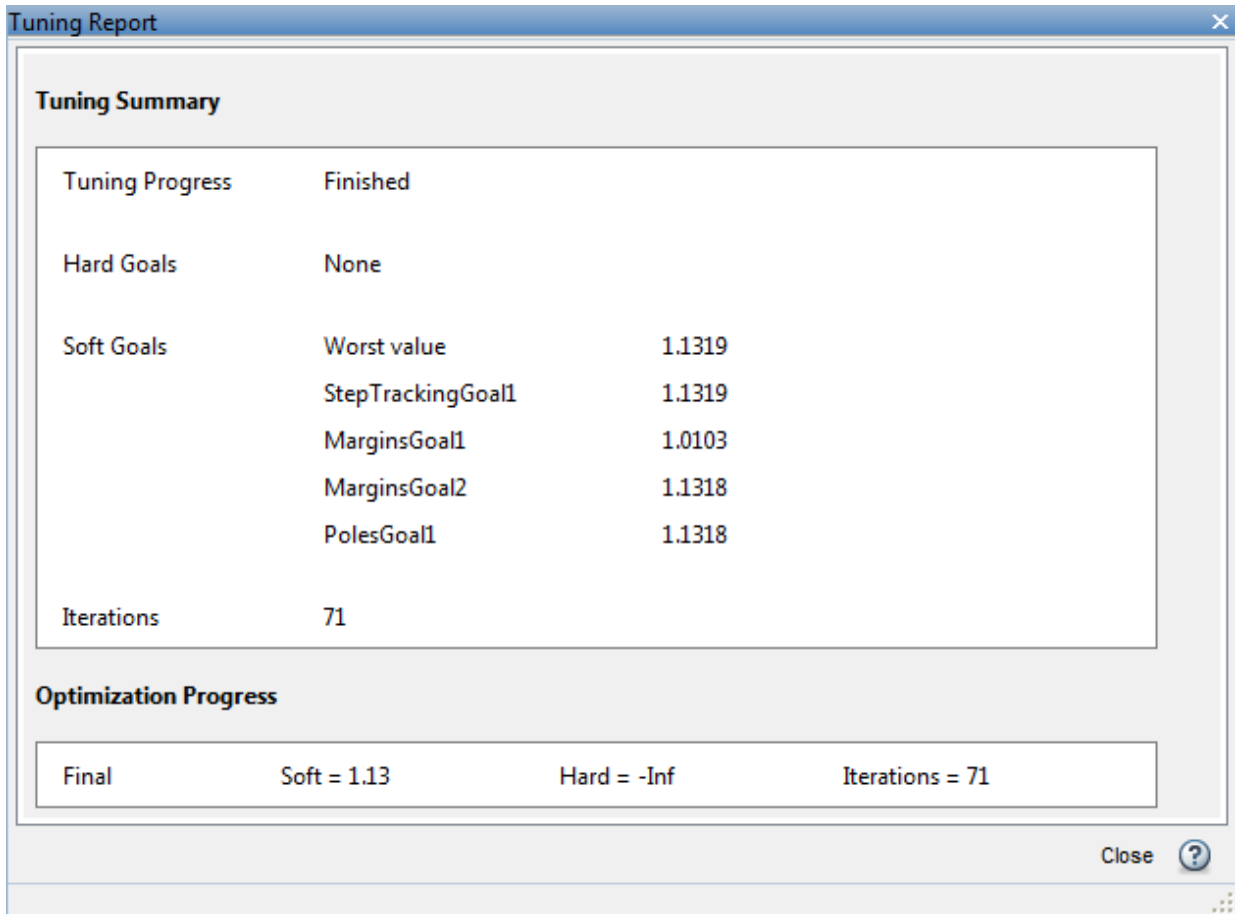 Tuning Report
Tuning Summary
Tuning Progress Finished
Hard Goals None
Soft Goals Worst value 1.1319
StepTrackingGoal1 1.1319
MarginsGoal1 1.0103
MarginsGoal2 1.1318
PolesGoal1 1.1318
Iterations 71
Optimization Progress
Final Soft = 1.13 Hard = -Inf Iterations = 71
Close ?